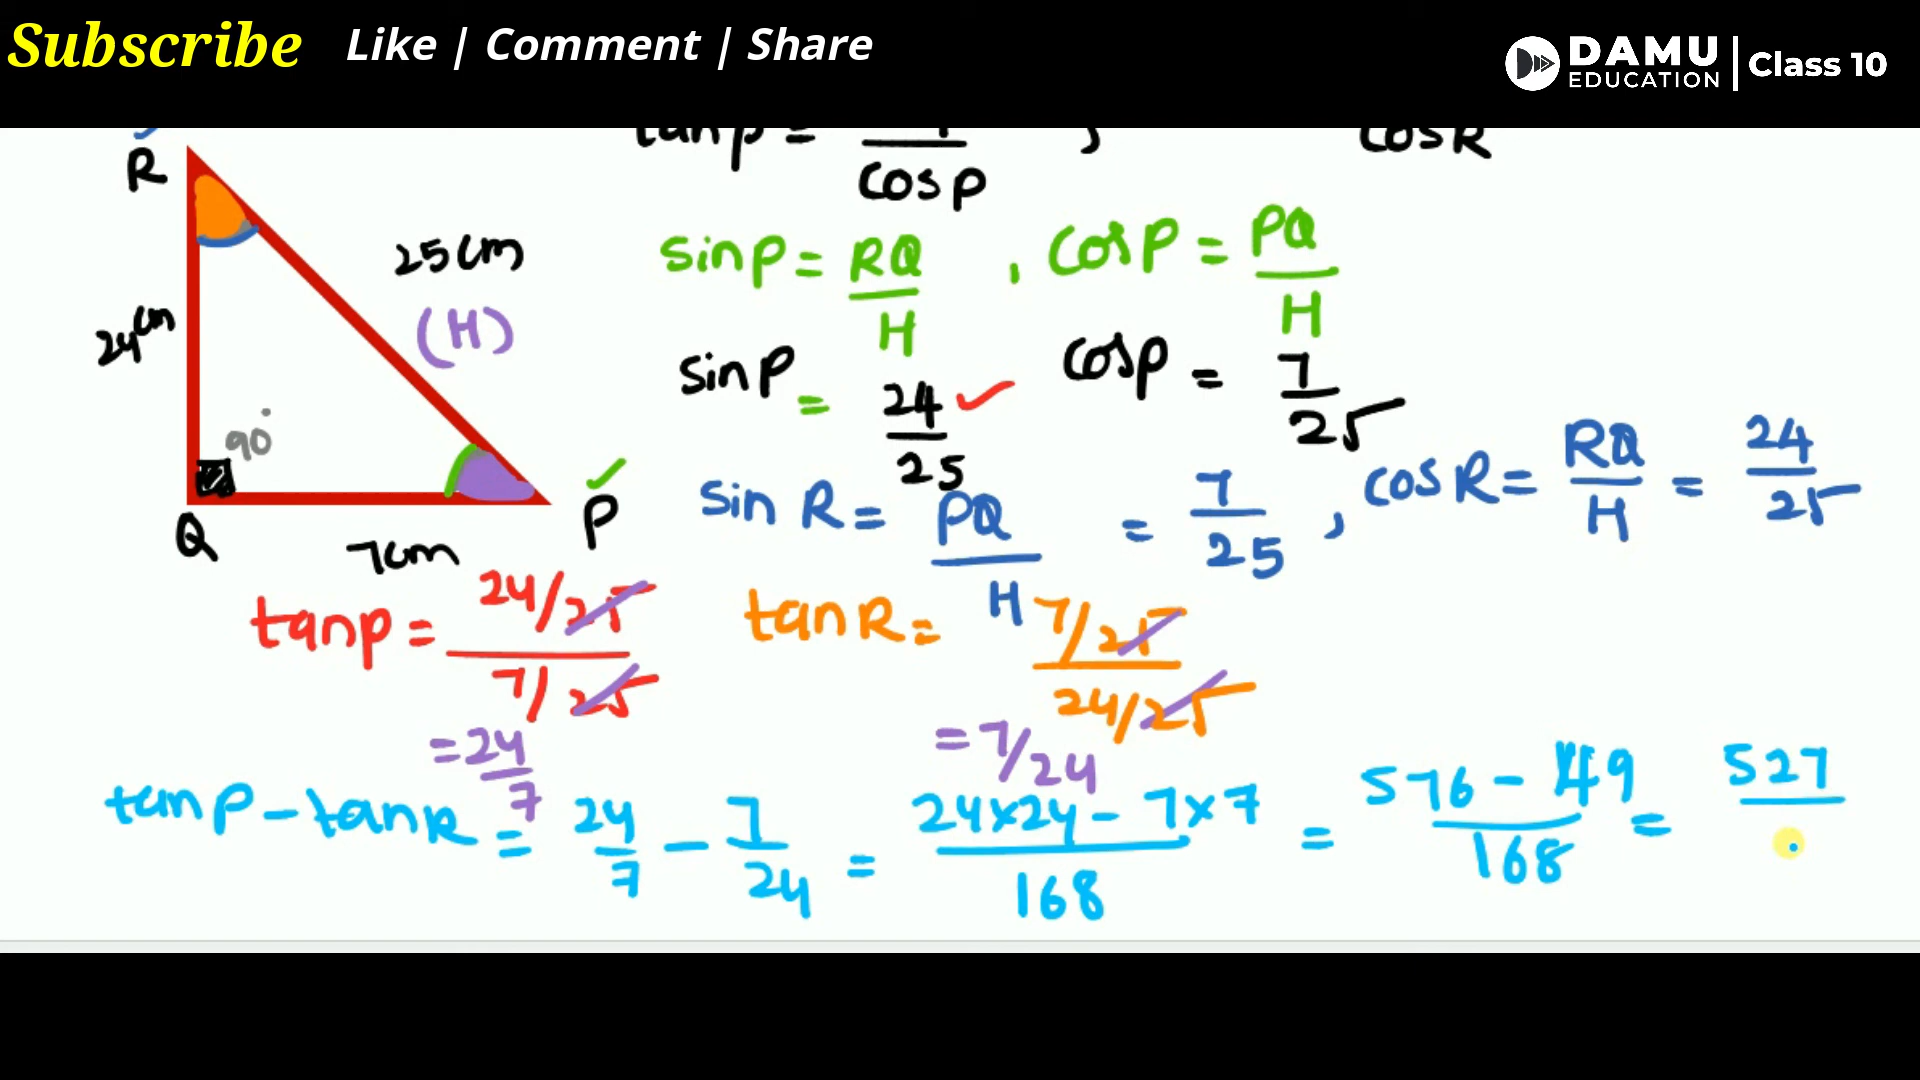 Subscribe Like | Comment | Share
DAMU EDUCATION | Class 10
tan p = 
cos p
cos R
R
25 cm
(H)
24 cm
90°
Q
7 cm
P
sin p = RQ/H , cos p = PQ/H
sin p = 24/25 cos p = 7/25
sin R = PQ/H = 7/25 , cos R = RQ/H = 24/25
tan p = 24/25 / 7/25 tan R = 7/25 / 24/25
= 24/7 = 7/24
tan p - tan R = 24/7 - 7/24 = 24×24 - 7×7 / 168 = 576 - 49 / 168 = 527